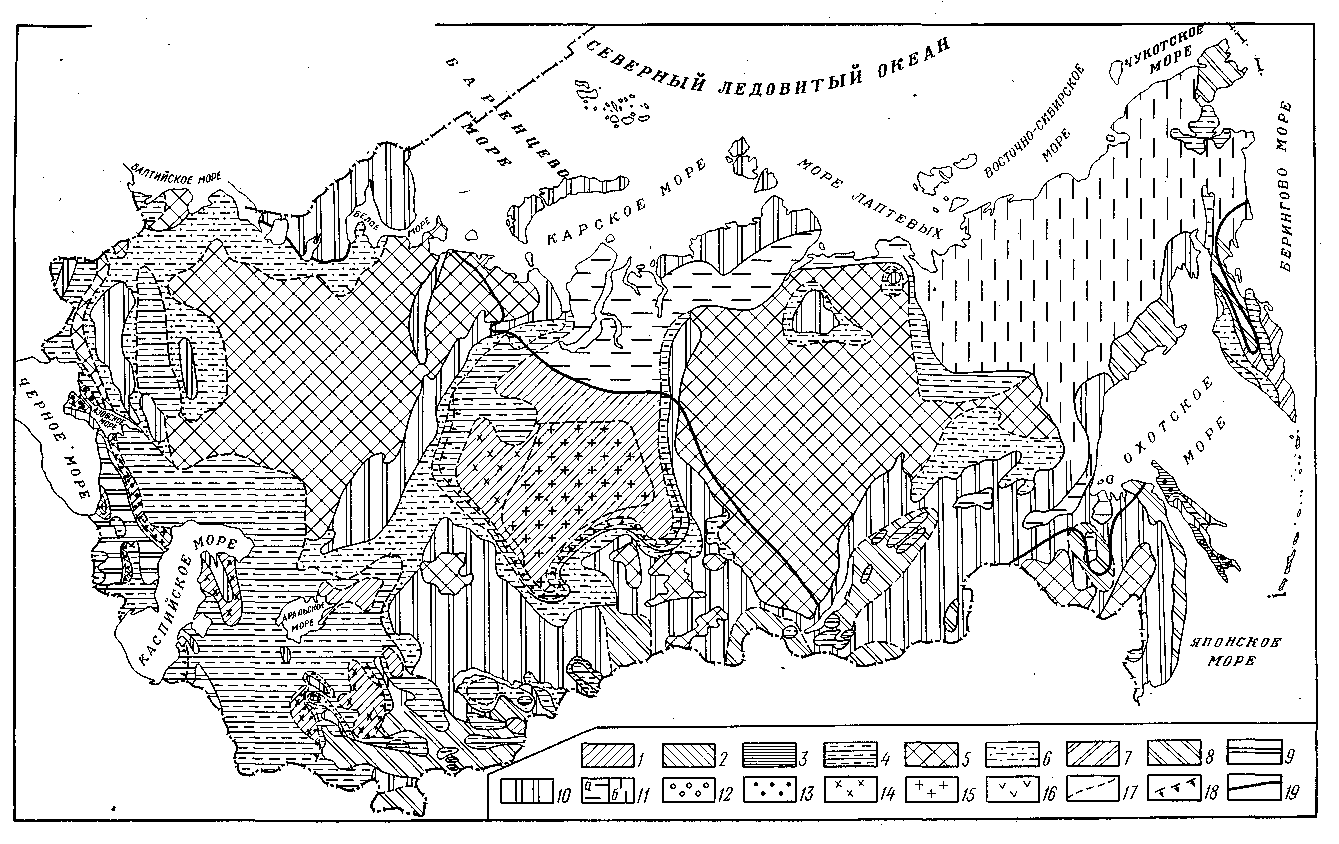 СЕВЕРНЫЙ ЛЕДОВИТЫЙ ОКЕАН
ЧУКОТСКОЕ
МОРЕ
БАРЕНЦЕВО
МОРЕ
ВОСТОЧНО-СИБИРСКОЕ
МОРЕ
БЕРИНГОВО МОРЕ
БАЛТИЙСКОЕ МОРЕ
БЕЛОЕ
МОРЕ
КАРСКОЕ МОРЕ
МОРЕ ЛАПТЕВЫХ
ЧЕРНОЕ МОРЕ
ОХОТСКОЕ
МОРЕ
КАСПИЙСКОЕ МОРЕ
АРАЛЬСКОЕ
МОРЕ
ЯПОНСКОЕ
МОРЕ
1 2 3 4 5 6 7 8 9
10 а б 11 12 13 14 15 16 17 18 19